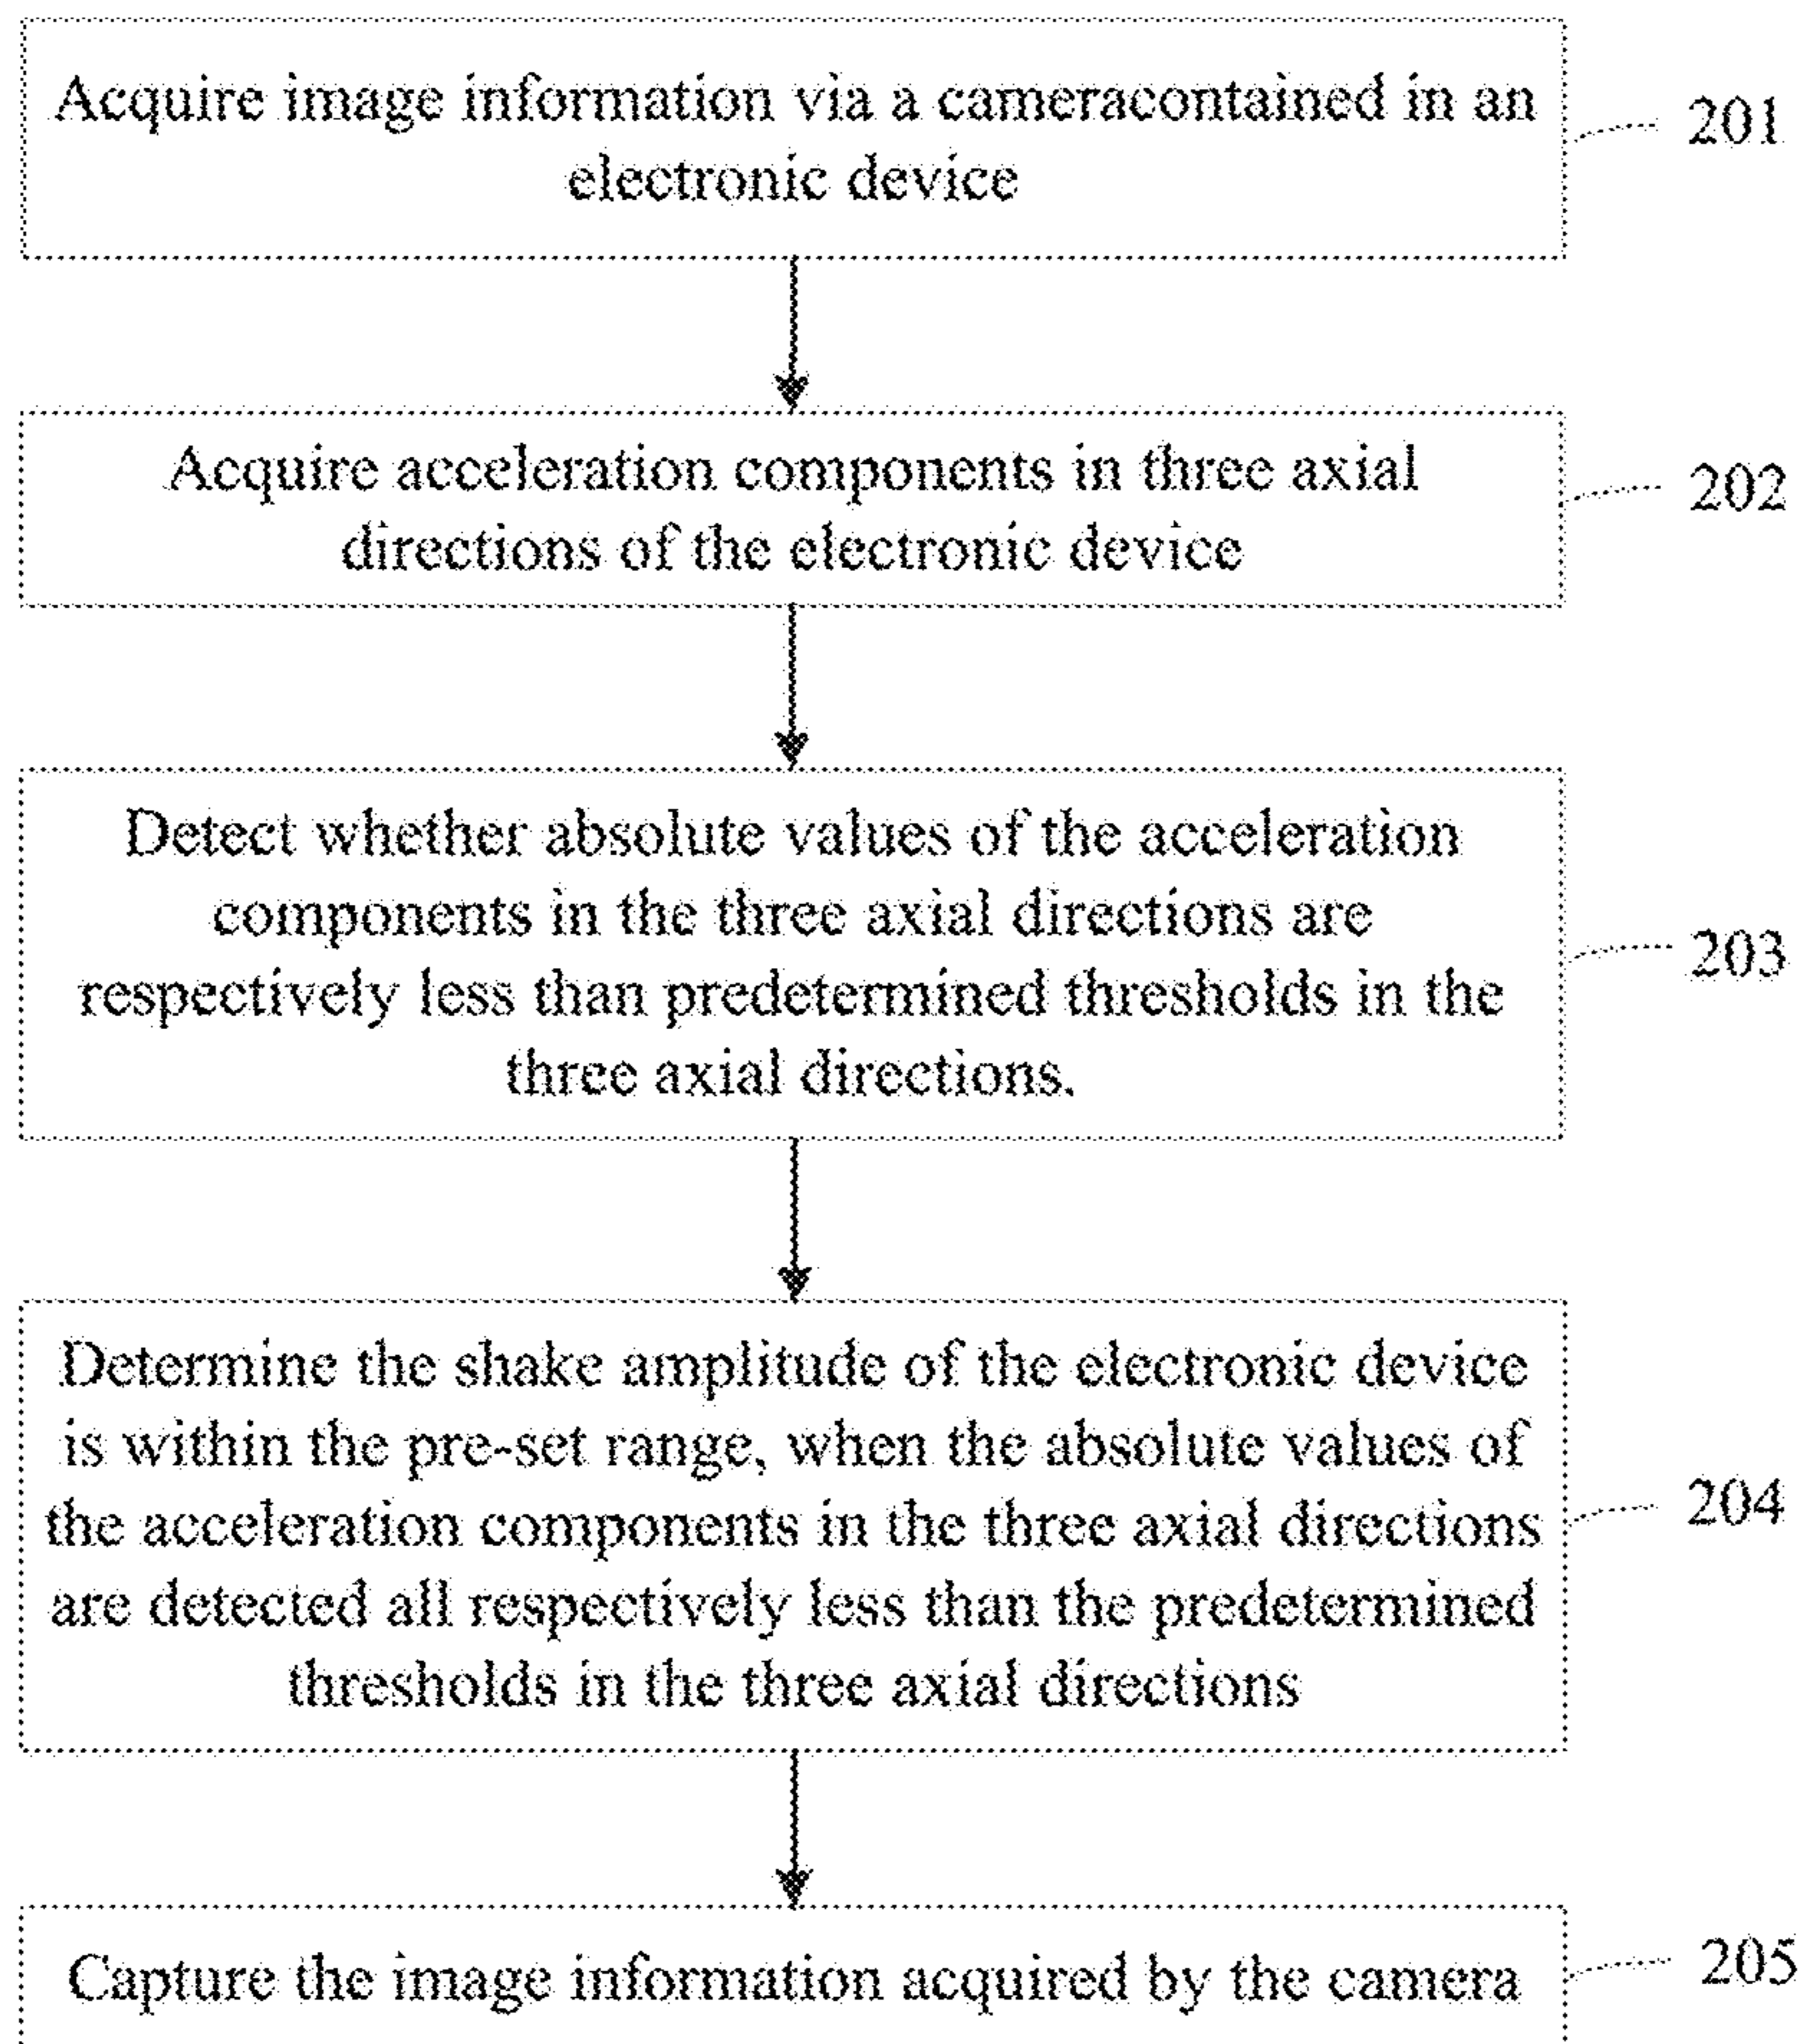 Acquire image information via a cameracontained in an
electronic device
201
Acquire acceleration components in three axial
directions of the electronic device
202
Detect whether absolute values of the acceleration
components in the three axial directions are
respectively less than predetermined thresholds in the
three axial directions.
203
Determine the shake amplitude of the electronic device
is within the pre-set range, when the absolute values of
the acceleration components in the three axial directions
are detected all respectively less than the predetermined
thresholds in the three axial directions
204
Capture the image information acquired by the camera
205